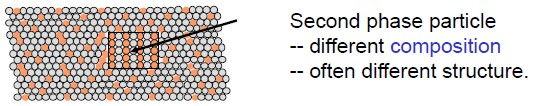 Second phase particle
-- different composition
-- often different structure.